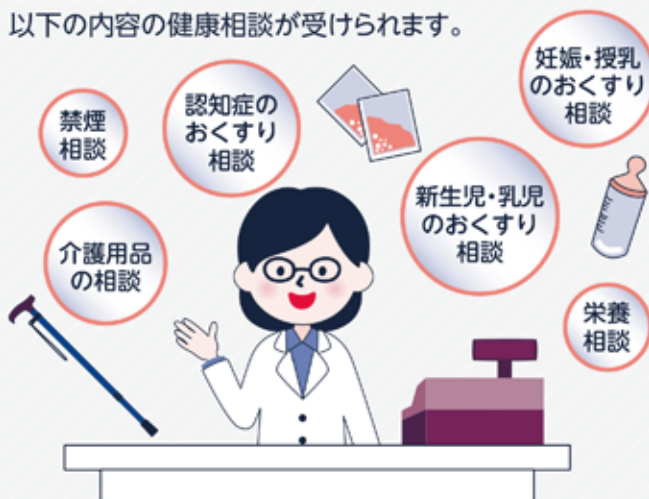 以下の内容の健康相談が受けられます。
禁煙
相談
認知症の
おくすり
相談
妊娠・授乳
のおくすり
相談
介護用品
の相談
新生児・乳児
のおくすり
相談
栄養
相談